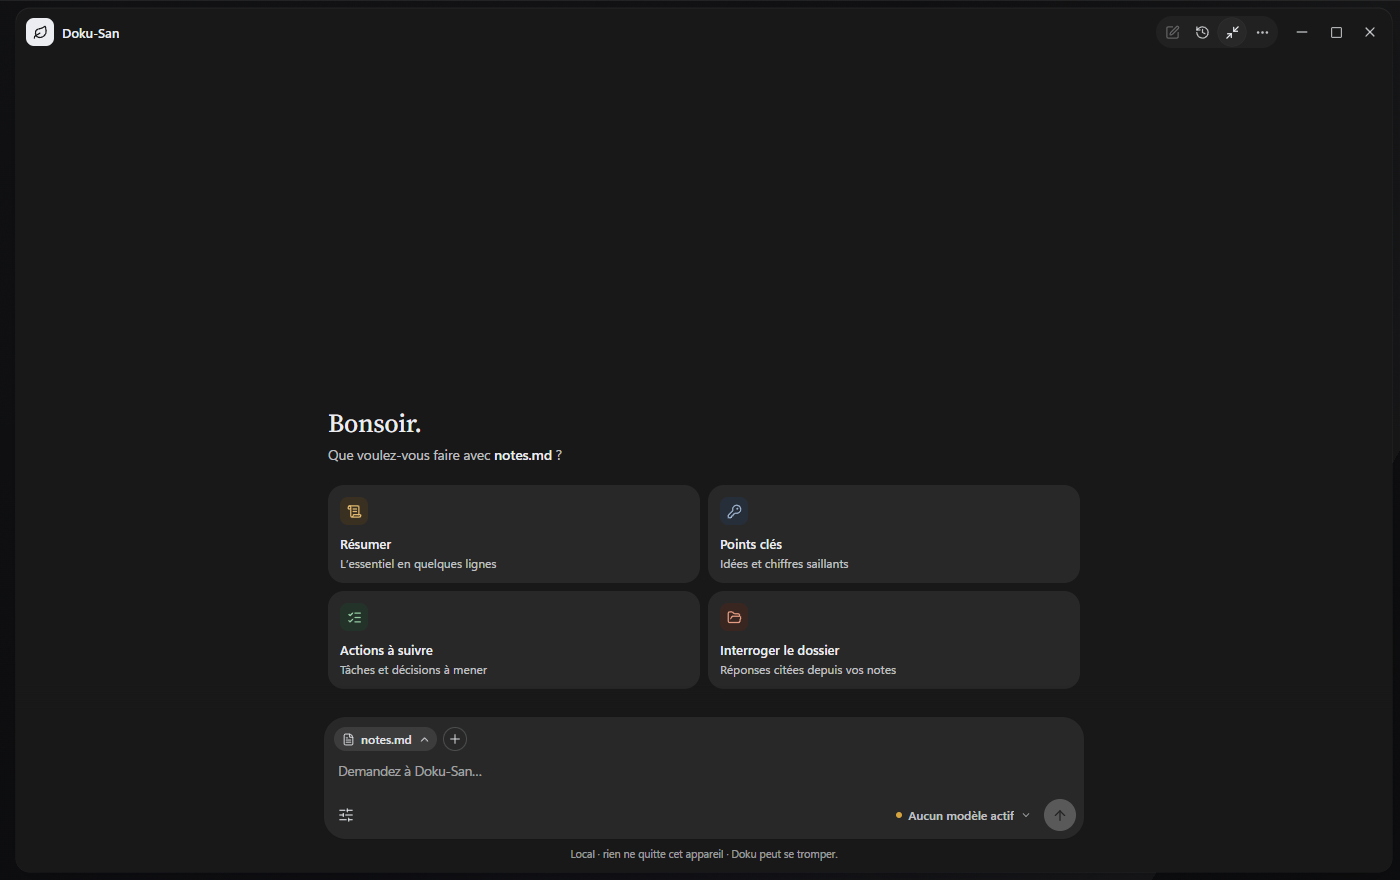 Doku-San
Bonsoir.
Que voulez-vous faire avec notes.md ?
Résumer
L'essentiel en quelques lignes
Points clés
Idées et chiffres saillants
Actions à suivre
Tâches et décisions à mener
Interroger le dossier
Réponses citées depuis vos notes
notes.md
Demandez à Doku-San…
Aucun modèle actif
Local · rien ne quitte cet appareil · Doku peut se tromper.